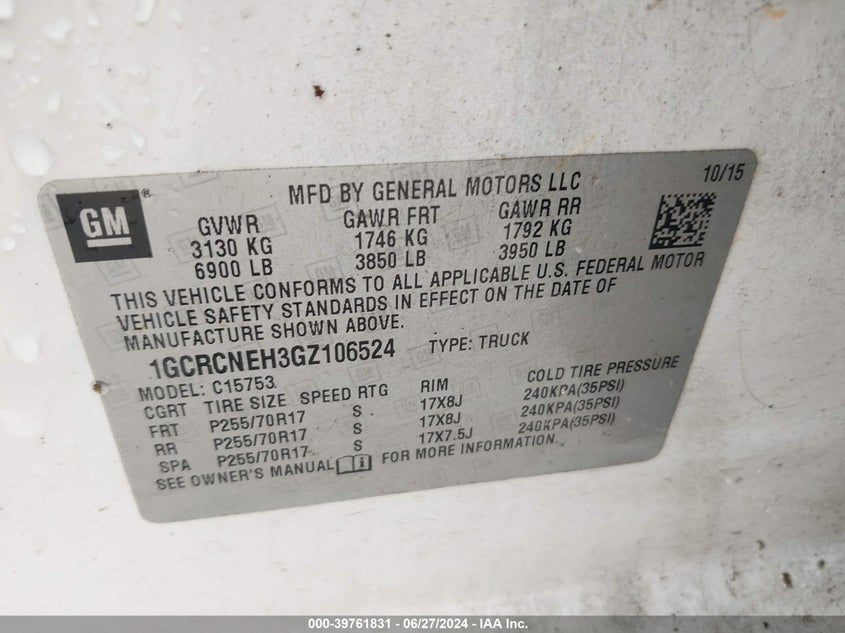 GM®
MFD BY GENERAL MOTORS LLC
10/15
GVWR GAWR FRT GAWR RR
3130 KG 1746 KG 1792 KG
6900 LB 3850 LB 3950 LB
THIS VEHICLE CONFORMS TO ALL APPLICABLE U.S. FEDERAL MOTOR
VEHICLE SAFETY STANDARDS IN EFFECT ON THE DATE OF
MANUFACTURE SHOWN ABOVE.
1GCRCNEH3GZ106524 TYPE: TRUCK
MODEL: C15753
CGRT TIRE SIZE SPEED RTG RIM COLD TIRE PRESSURE
FRT P255/70R17 S 17X8J 240KPA(35PSI)
RR P255/70R17 S 17X8J 240KPA(35PSI)
SPA P255/70R17 S 17X7.5J 240KPA(35PSI)
SEE OWNER'S MANUAL FOR MORE INFORMATION.
000-39761831 - 06/27/2024 - IAA Inc.